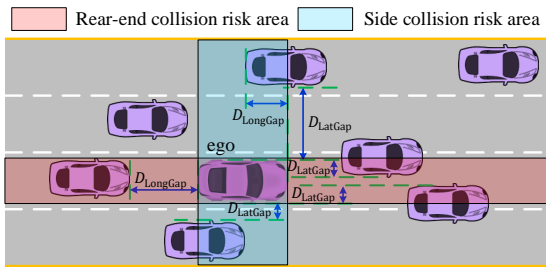 Rear-end collision risk area
Side collision risk area
D_LongGap
D_LatGap
ego
D_LongGap
D_LatGap
D_LatGap
D_LatGap